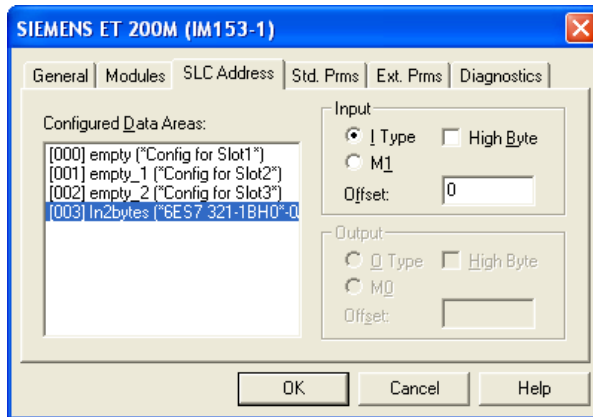 SIEMENS ET 200M (IM153-1)
General Modules SLC Address Std. Prms Ext. Prms Diagnostics
Configured Data Areas:
[000] empty ("Config for Slot1")
[001] empty_1 ("Config for Slot2")
[002] empty_2 ("Config for Slot3")
[003] In2bytes ("6ES7 321-1BH0*-0
Input
I Type High Byte
M1
Offset: 0
Output
O Type High Byte
M0
Offset:
OK Cancel Help